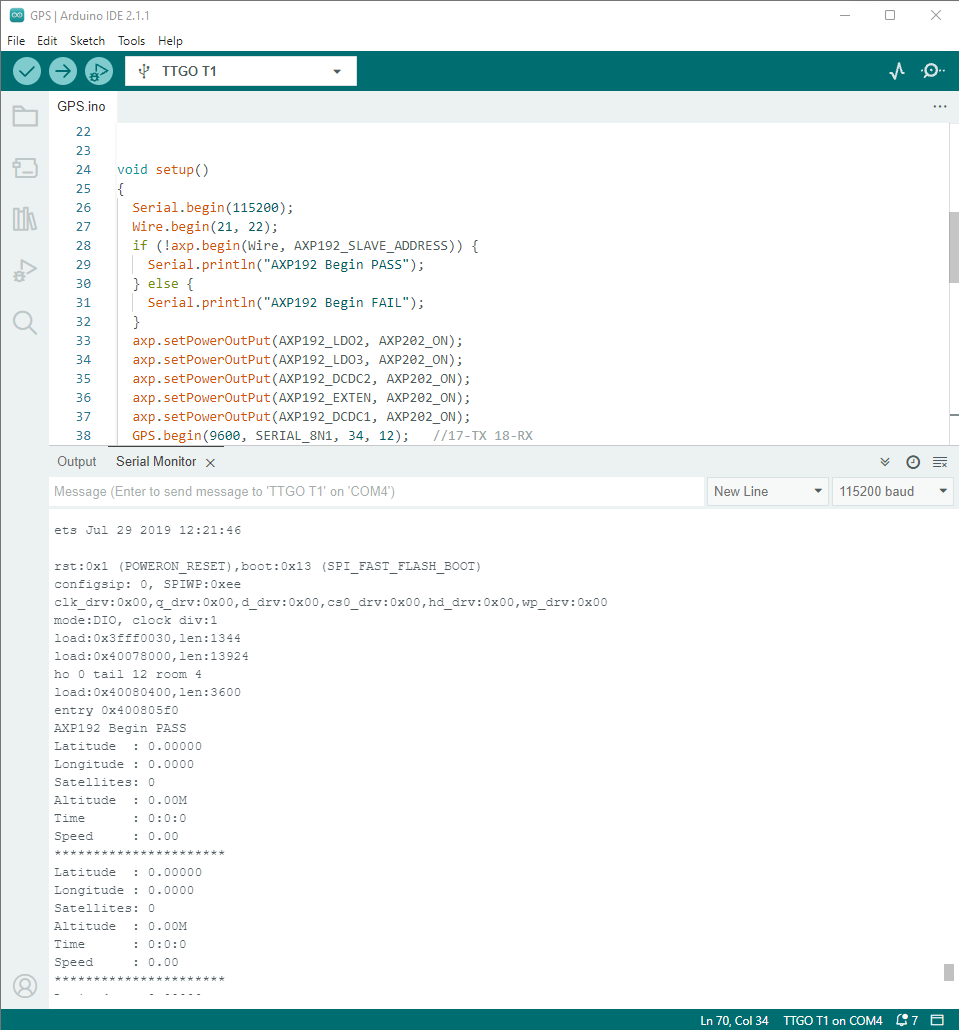 GPS | Arduino IDE 2.1.1
File Edit Sketch Tools Help
TTGO T1
GPS.ino
22
23
24 void setup()
25 {
26 Serial.begin(115200);
27 Wire.begin(21, 22);
28 if (!axp.begin(Wire, AXP192_SLAVE_ADDRESS)) {
29 Serial.println("AXP192 Begin PASS");
30 } else {
31 Serial.println("AXP192 Begin FAIL");
32 }
33 axp.setPowerOutPut(AXP192_LDO2, AXP202_ON);
34 axp.setPowerOutPut(AXP192_LDO3, AXP202_ON);
35 axp.setPowerOutPut(AXP192_DCDC2, AXP202_ON);
36 axp.setPowerOutPut(AXP192_EXTEN, AXP202_ON);
37 axp.setPowerOutPut(AXP192_DCDC1, AXP202_ON);
38 GPS.begin(9600, SERIAL_8N1, 34, 12); //17-TX 18-RX
Output Serial Monitor
Message (Enter to send message to 'TTGO T1' on 'COM4') New Line 115200 baud
ets Jul 29 2019 12:21:46
rst:0x1 (POWERON_RESET),boot:0x13 (SPI_FAST_FLASH_BOOT)
configsip: 0, SPIWP:0xee
clk_drv:0x00,q_drv:0x00,d_drv:0x00,cs0_drv:0x00,hd_drv:0x00,wp_drv:0x00
mode:DIO, clock div:1
load:0x3fff0030,len:1344
load:0x40078000,len:13924
ho 0 tail 12 room 4
load:0x40080400,len:3600
entry 0x400805f0
AXP192 Begin PASS
Latitude : 0.00000
Longitude : 0.0000
Satellites: 0
Altitude : 0.00M
Time : 0:0:0
Speed : 0.00
**********************
Latitude : 0.00000
Longitude : 0.0000
Satellites: 0
Altitude : 0.00M
Time : 0:0:0
Speed : 0.00
**********************
Ln 70, Col 34 TTGO T1 on COM4 7